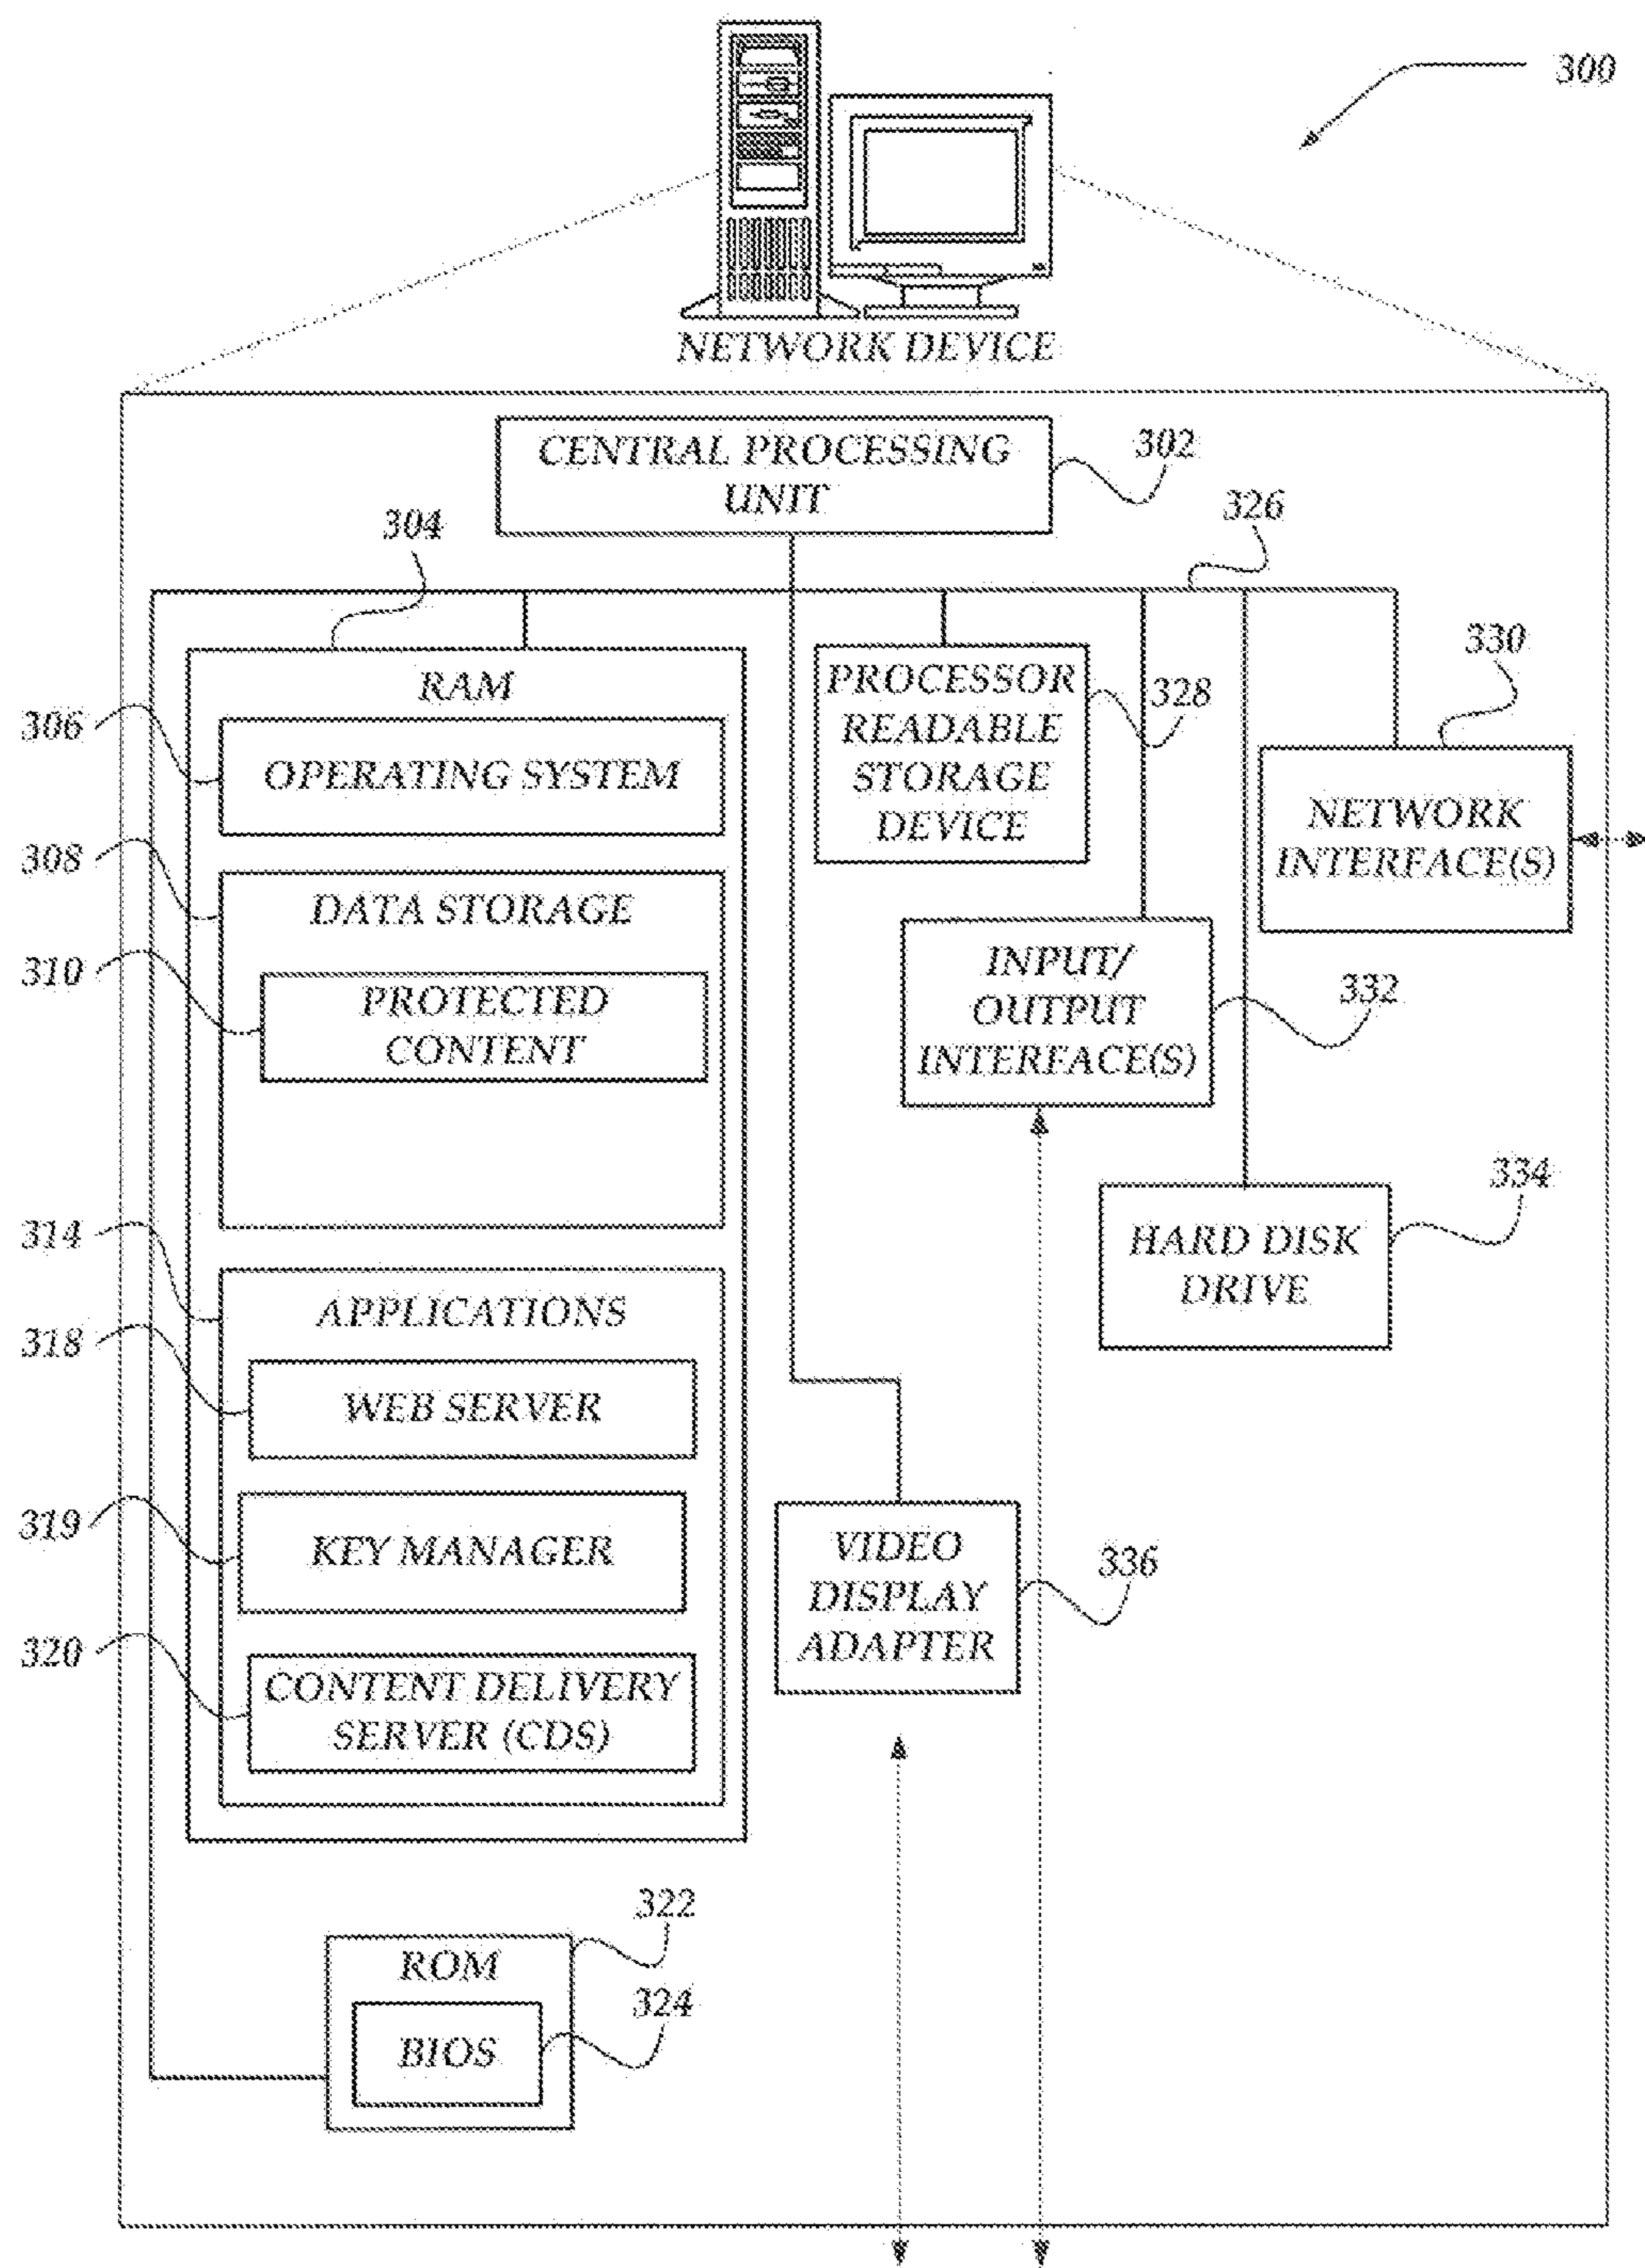 300
NETWORK DEVICE
CENTRAL PROCESSING
UNIT
302
304
326
RAM
306
OPERATING SYSTEM
308
DATA STORAGE
310
PROTECTED
CONTENT
314
APPLICATIONS
318
WEB SERVER
319
KEY MANAGER
320
CONTENT DELIVERY
SERVER (CDS)
PROCESSOR
READABLE
STORAGE
DEVICE
328
330
NETWORK
INTERFACE(S)
INPUT/
OUTPUT
INTERFACE(S)
332
334
HARD DISK
DRIVE
VIDEO
DISPLAY
ADAPTER
336
322
ROM
324
BIOS